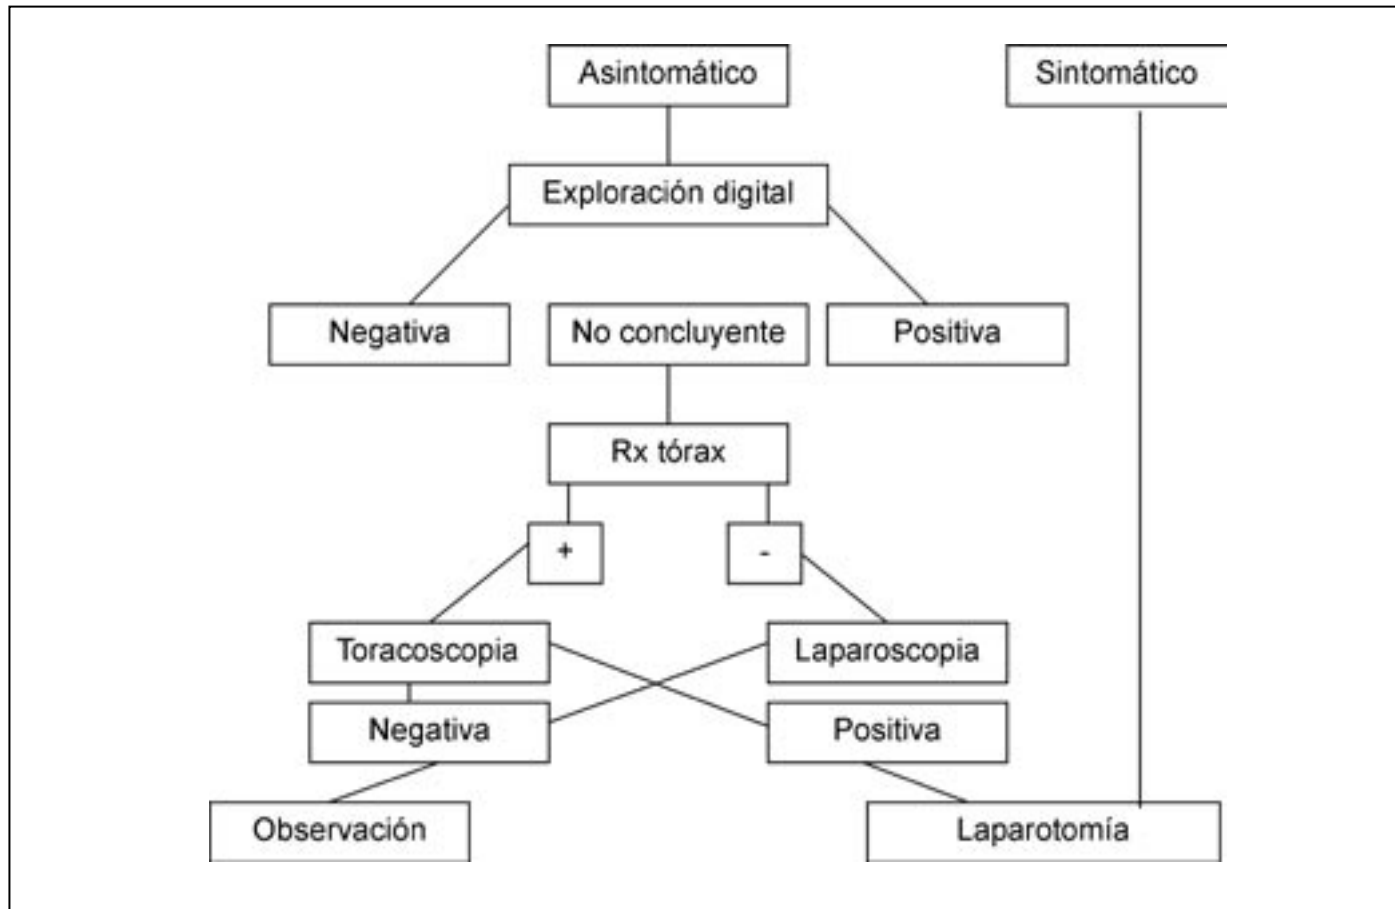 Asintomático
Sintomático
Exploración digital
Negativa
No concluyente
Positiva
Rx tórax
+
-
Toracoscopia
Laparoscopia
Negativa
Positiva
Observación
Laparotomía